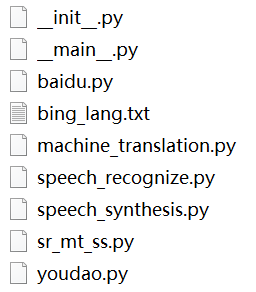 __init__.py
__main__.py
baidu.py
bing_lang.txt
machine_translation.py
speech_recognize.py
speech_synthesis.py
sr_mt_ss.py
youdao.py